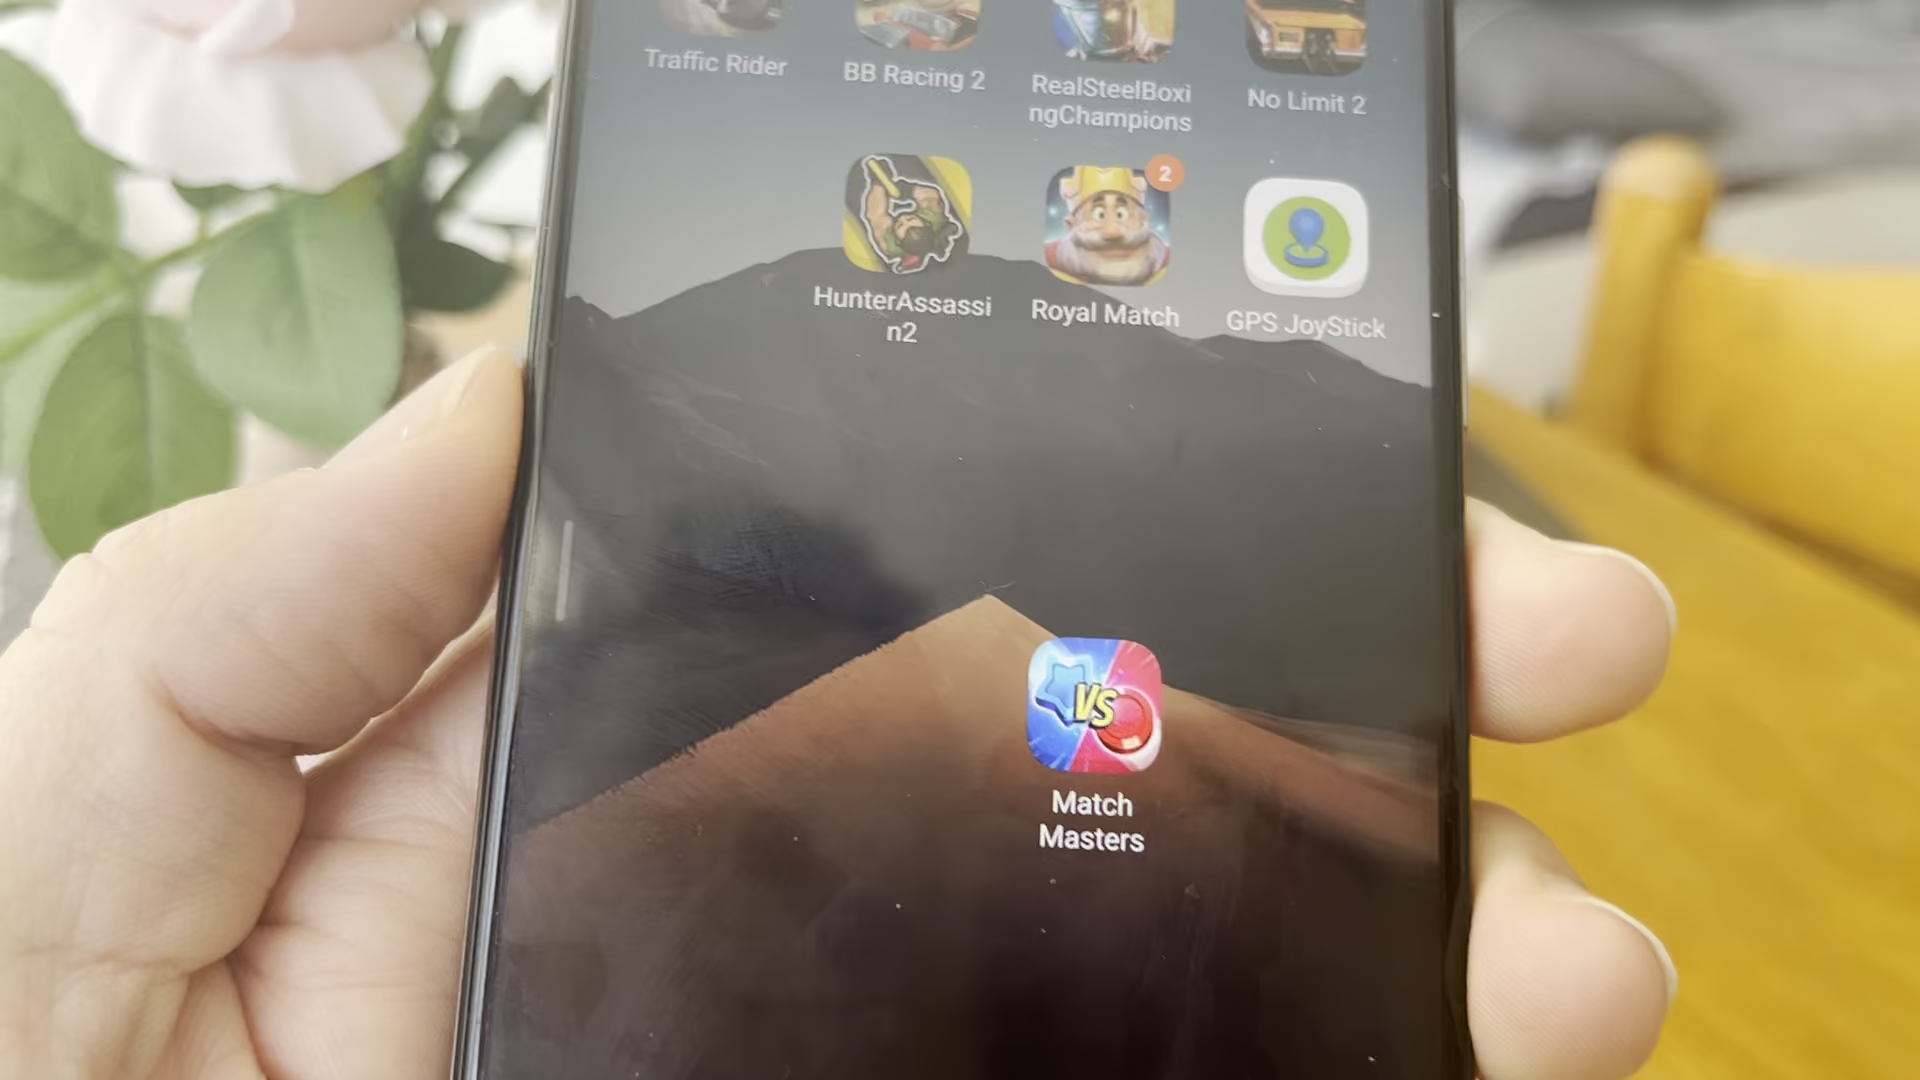 Traffic Rider
BB Racing 2
RealSteelBoxi
ngChampions
No Limit 2
2
HunterAssassi
n2
Royal Match
GPS JoyStick
VS
Match
Masters